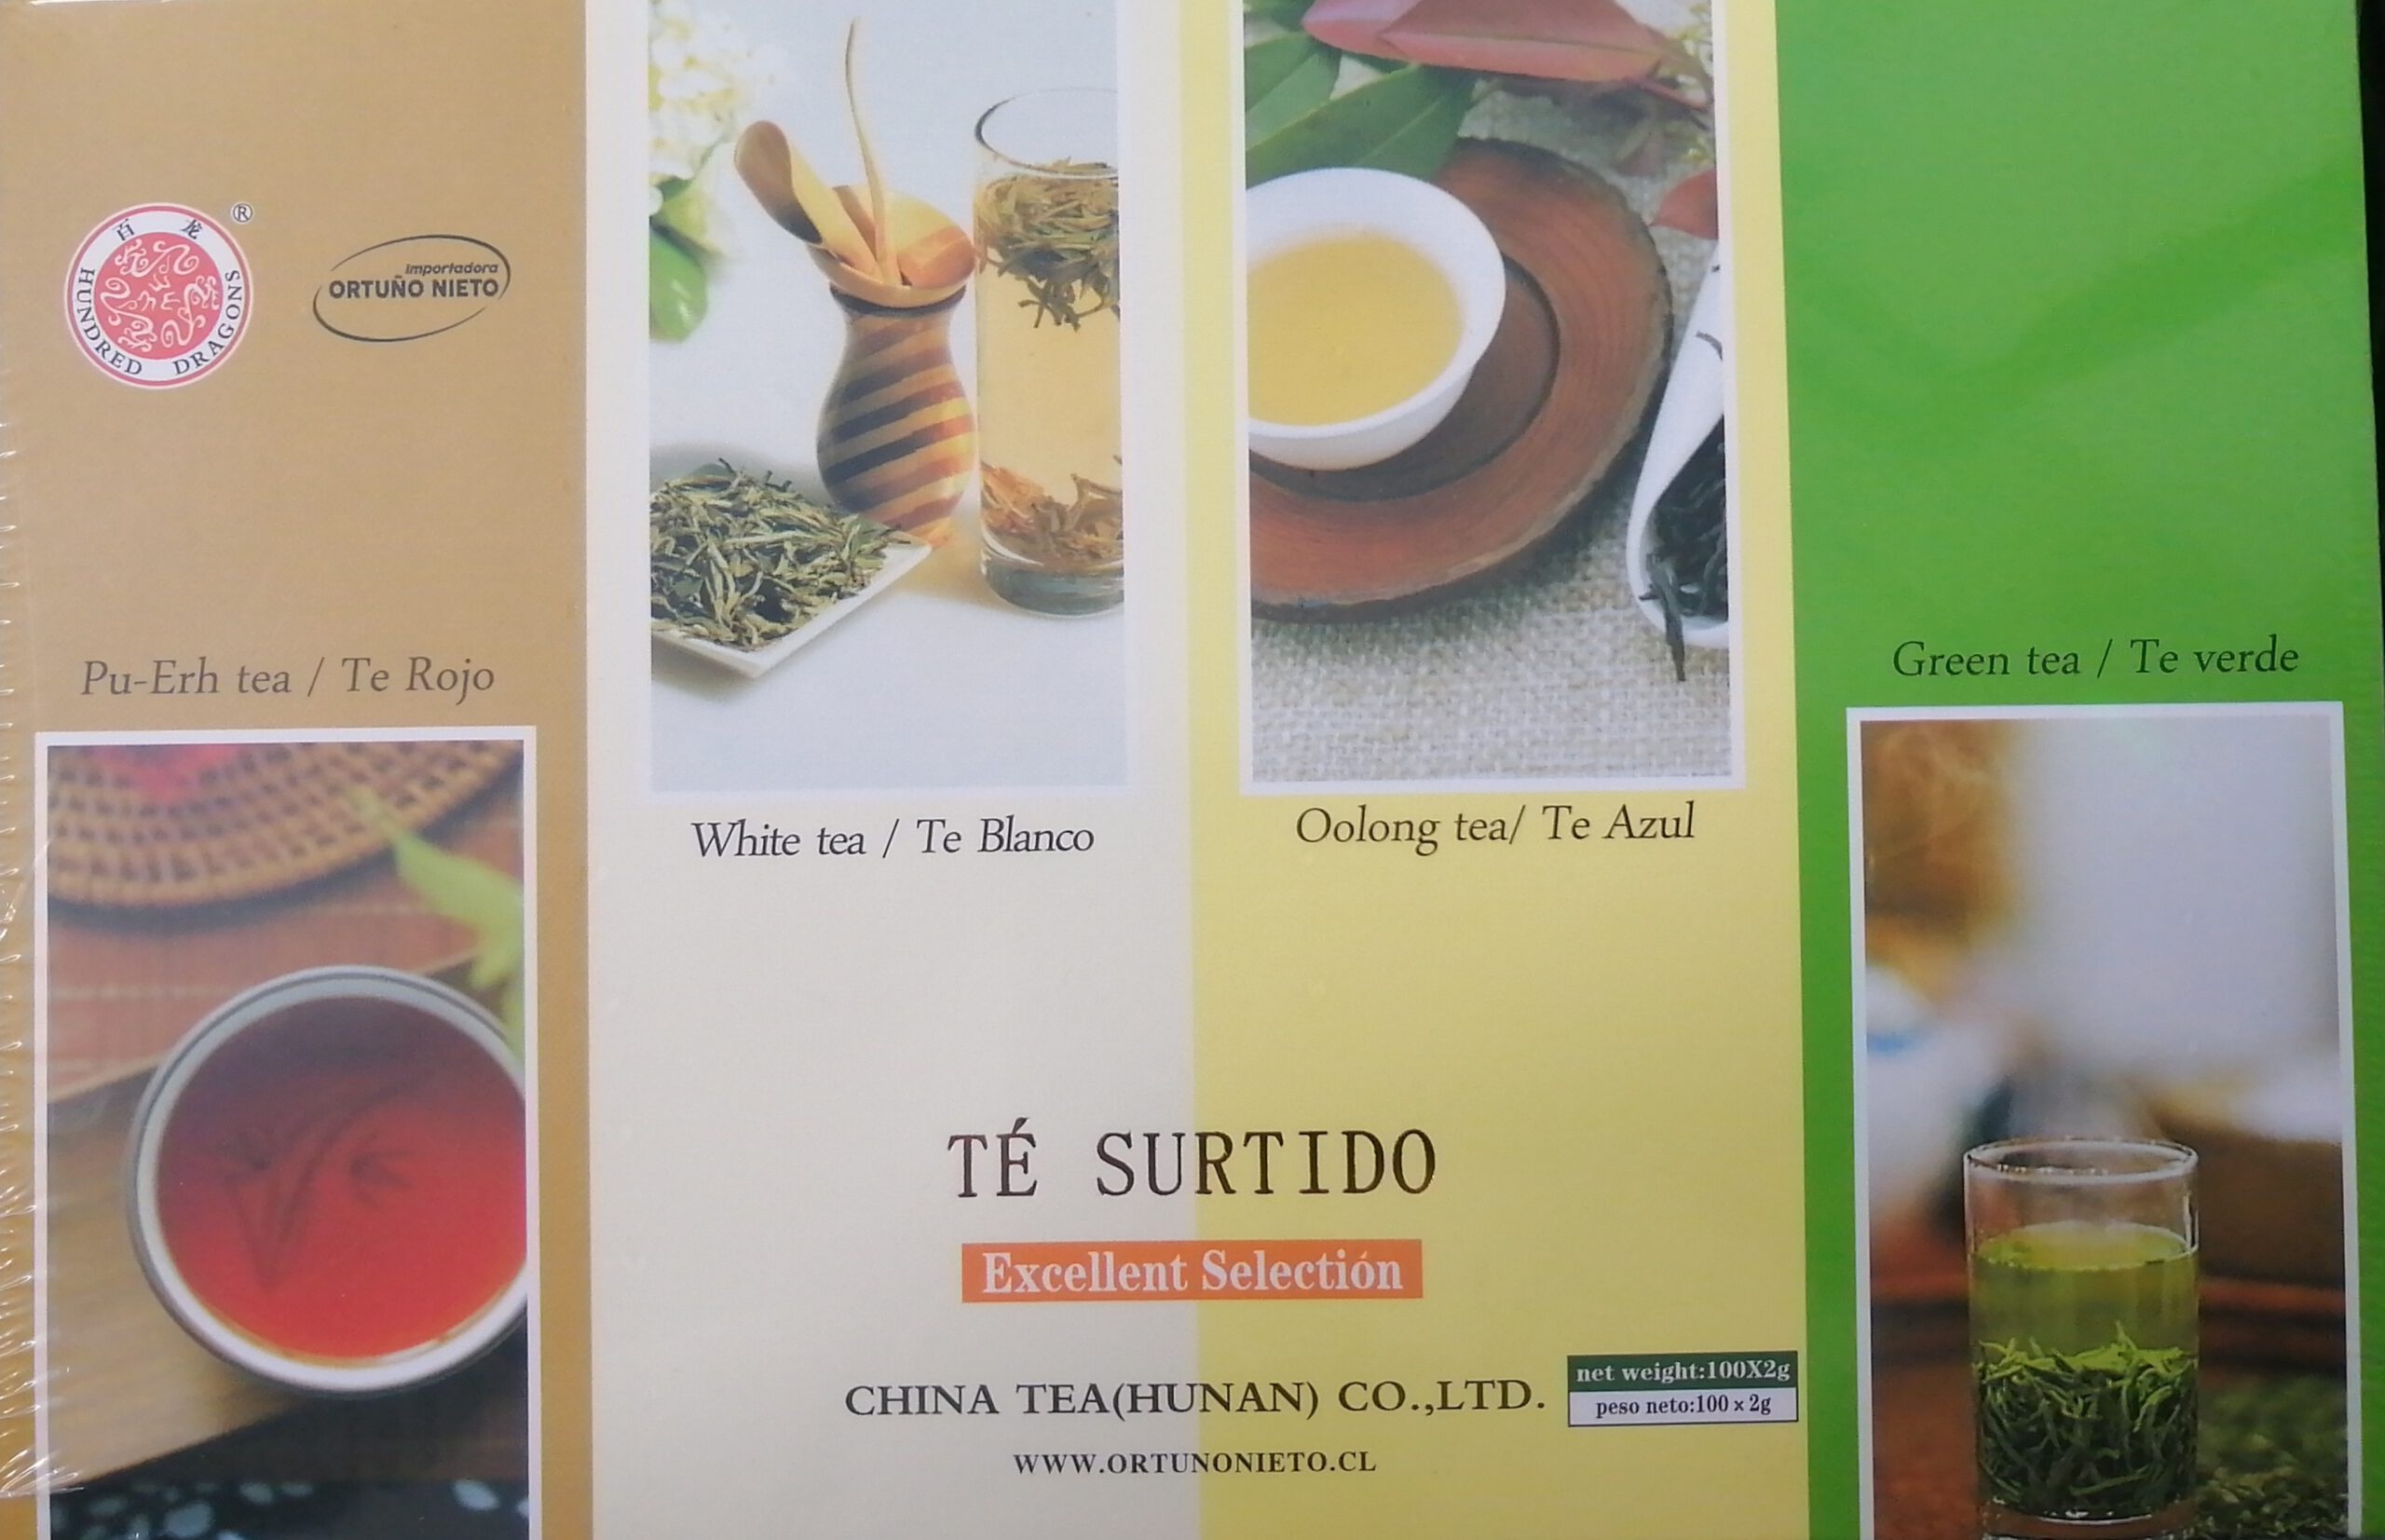 百龙
HUNDRED DRAGONS
®
importadora
ORTUÑO NIETO
Pu-Erh tea / Te Rojo
White tea / Te Blanco
Oolong tea/ Te Azul
Green tea / Te verde
TÉ SURTIDO
Excellent Selectión
CHINA TEA(HUNAN) CO.,LTD.
net weight:100X2g
peso neto:100 x 2g
WWW.ORTUNONIETO.CL